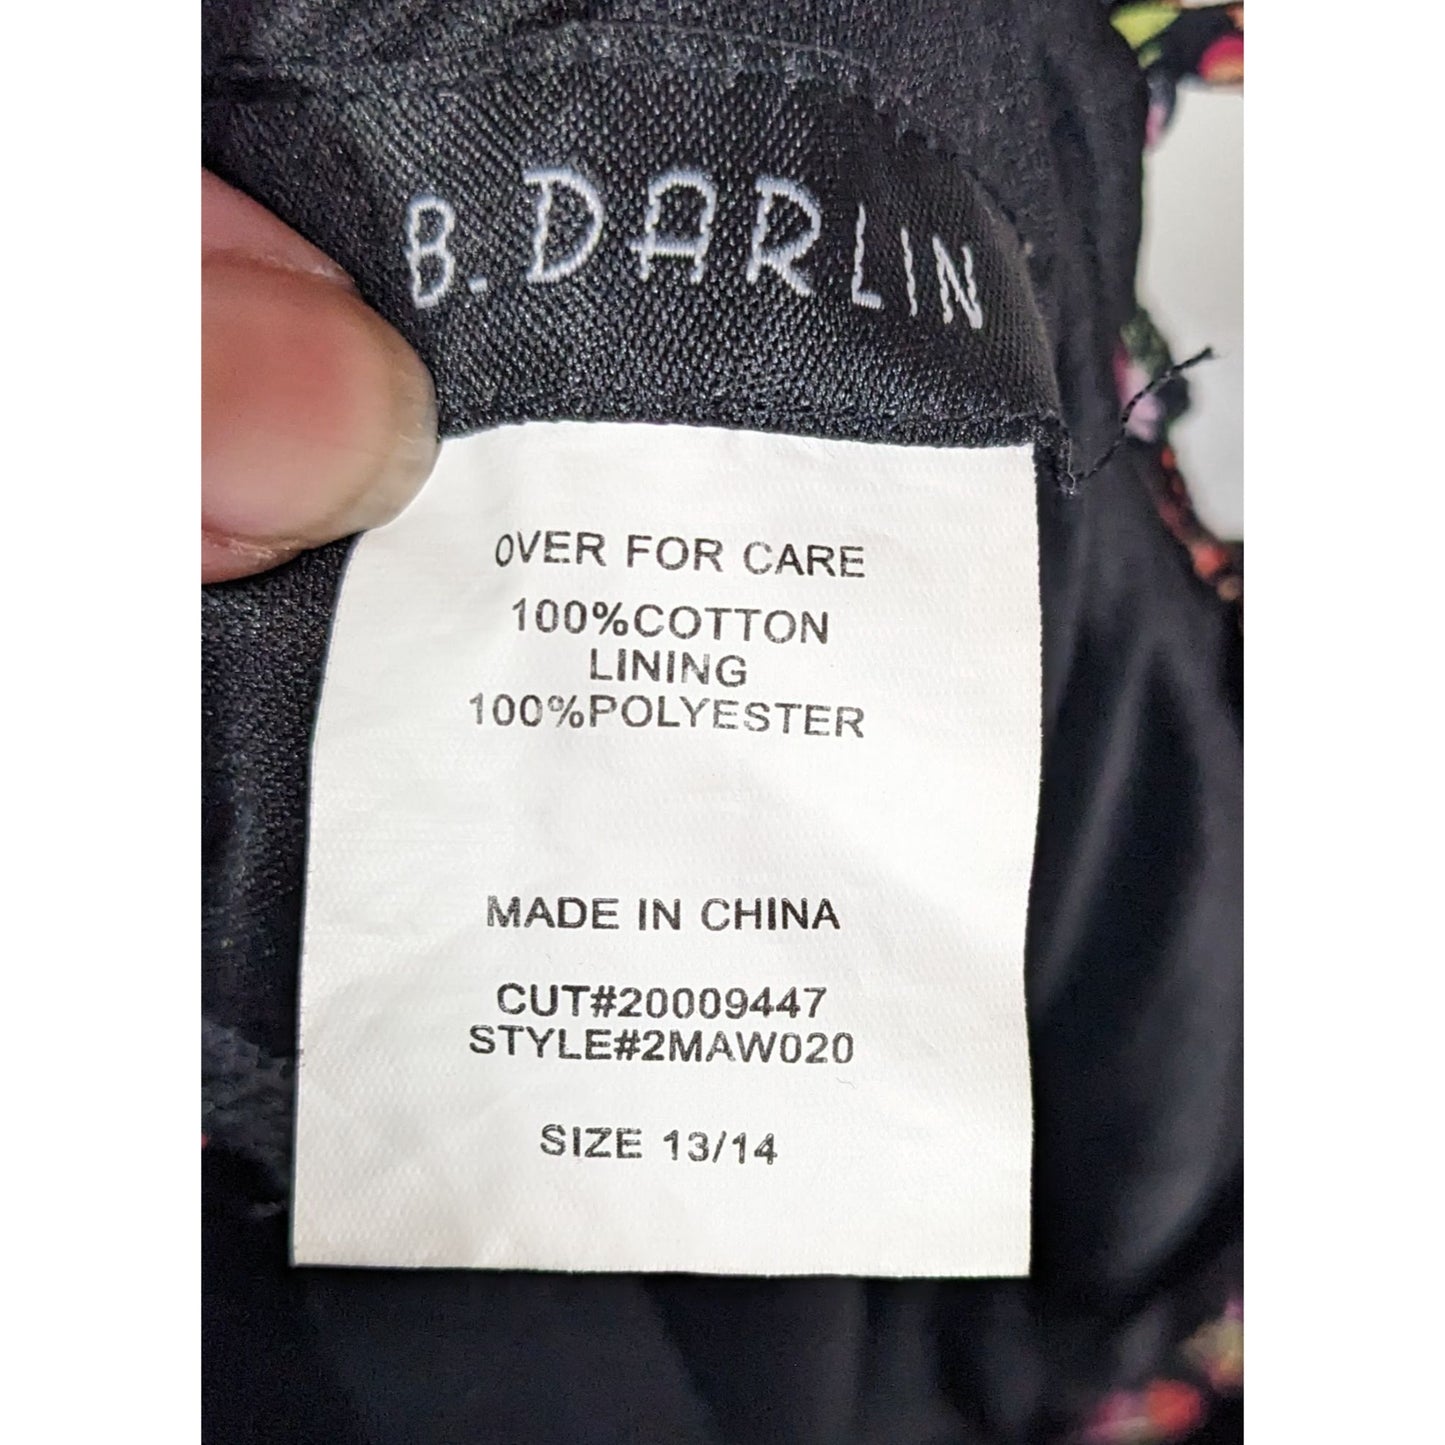 B. DARLIN
OVER FOR CARE
100%COTTON
LINING
100%POLYESTER
MADE IN CHINA
CUT#20009447
STYLE#2MAW020
SIZE 13/14